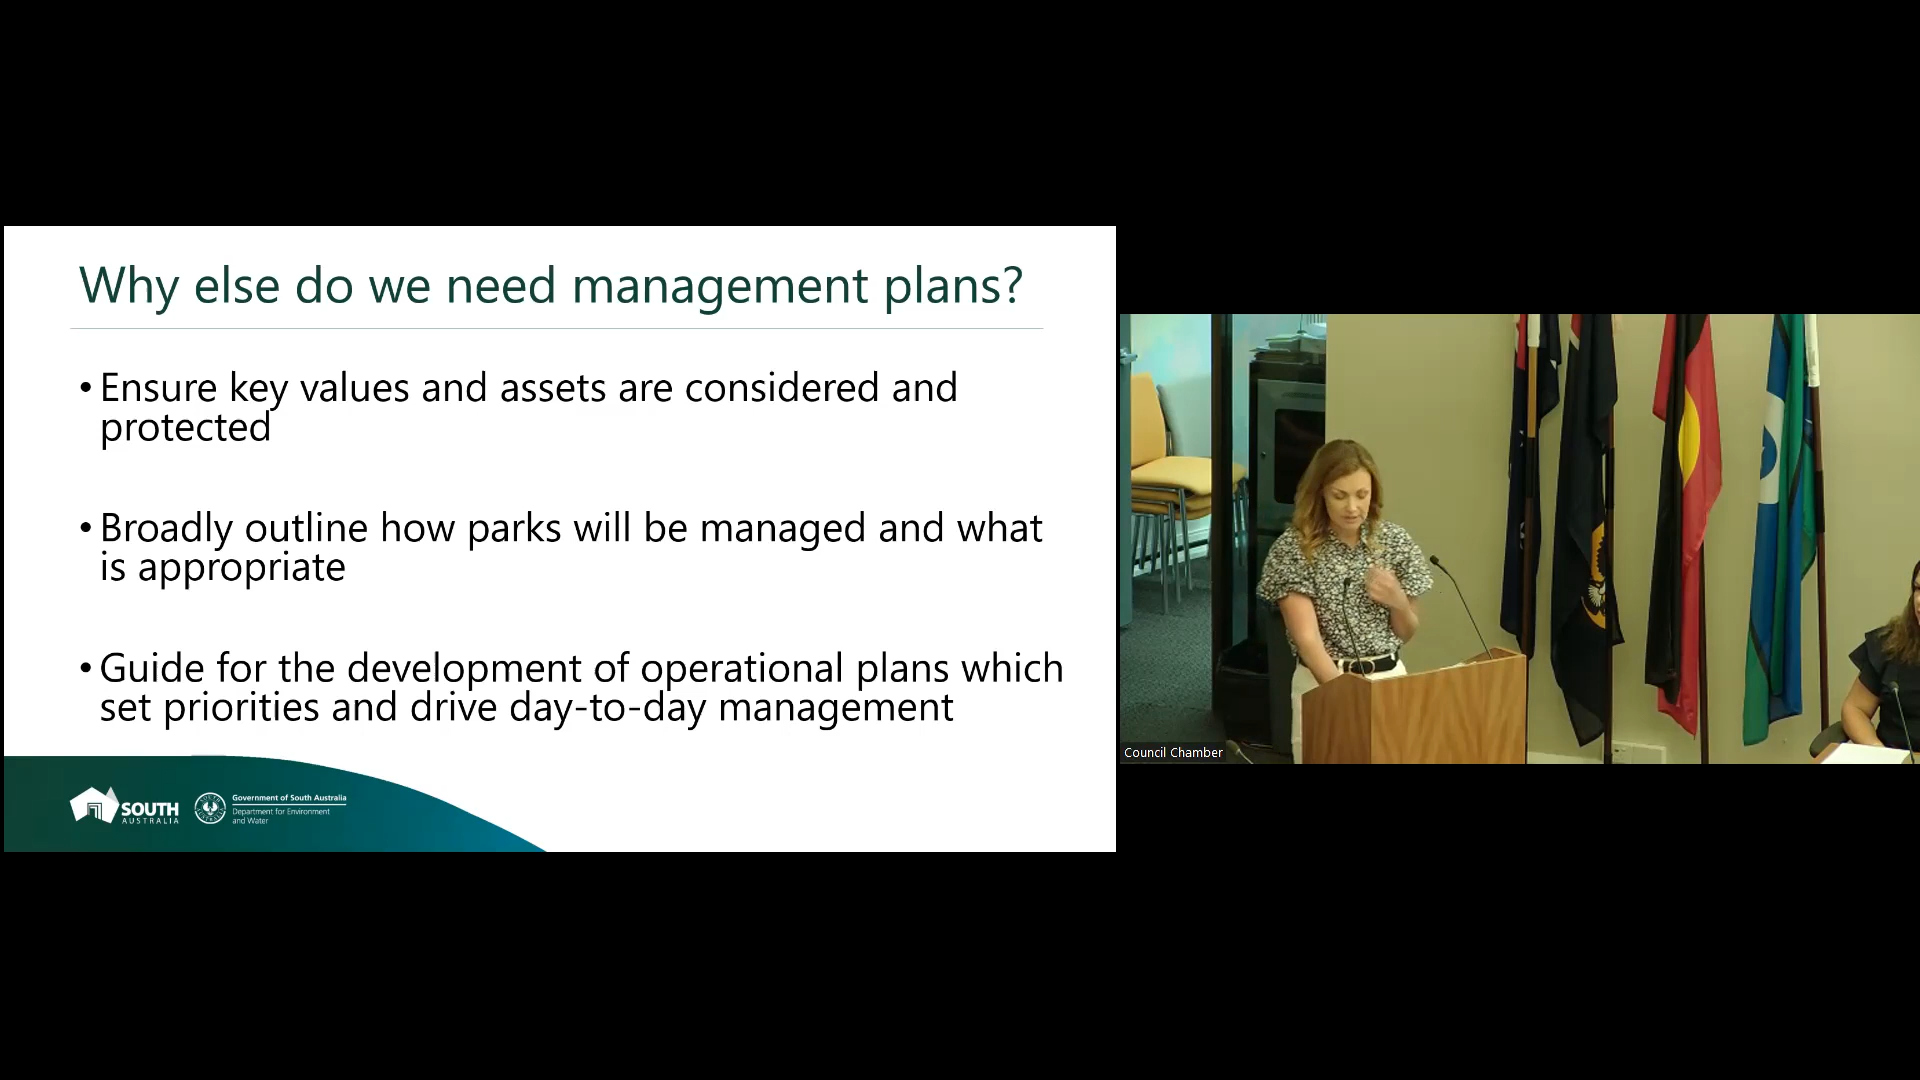 Why else do we need management plans?
• Ensure key values and assets are considered and
protected
• Broadly outline how parks will be managed and what
is appropriate
• Guide for the development of operational plans which
set priorities and drive day-to-day management
SOUTH
AUSTRALIA
Government of South Australia
Department for Environment
and Water
Council Chamber